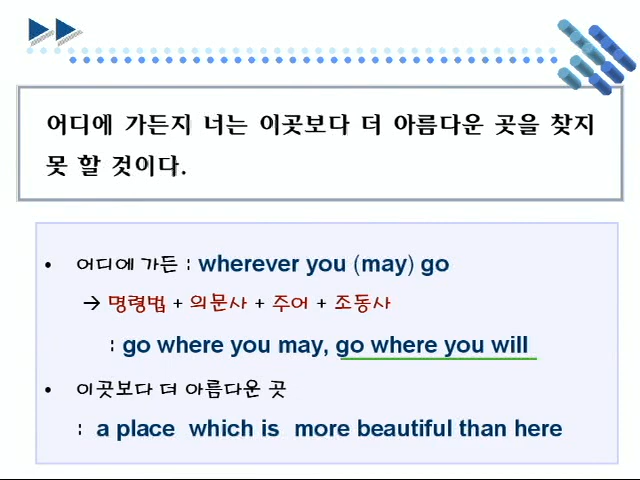 어디에 가든지 너는 이곳보다 더 아름다운 곳을 찾지
못 할 것이다.
• 어디에 가든 : wherever you (may) go
→ 명령법 + 의문사 + 주어 + 조동사
: go where you may, go where you will
• 이곳보다 더 아름다운 곳
: a place which is more beautiful than here